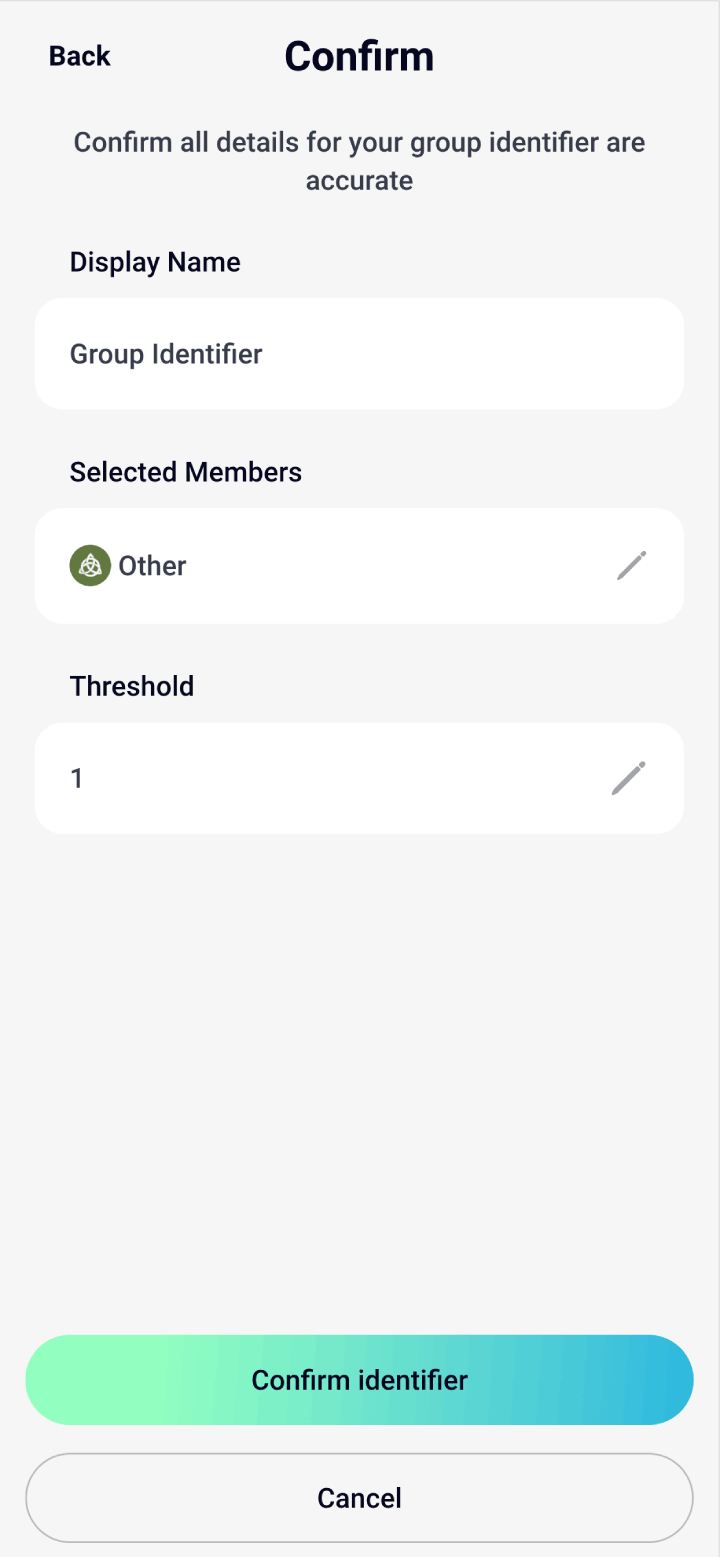 Back
Confirm
Confirm all details for your group identifier are
accurate
Display Name
Group Identifier
Selected Members
Other
Threshold
1
Confirm identifier
Cancel